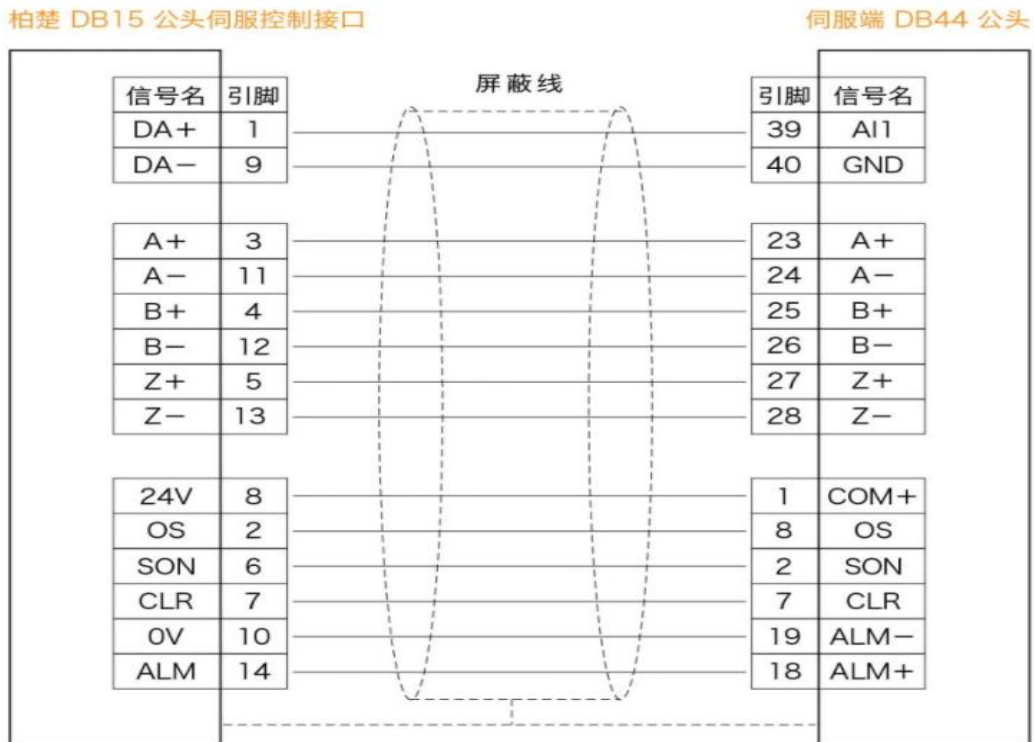 柏楚 DB15 公头伺服控制接口 伺服端 DB44 公头
屏蔽线
信号名 引脚 引脚 信号名
DA+ 1 39 AI1
DA- 9 40 GND
A+ 3 23 A+
A- 11 24 A-
B+ 4 25 B+
B- 12 26 B-
Z+ 5 27 Z+
Z- 13 28 Z-
24V 8 1 COM+
OS 2 8 OS
SON 6 2 SON
CLR 7 7 CLR
0V 10 19 ALM-
ALM 14 18 ALM+